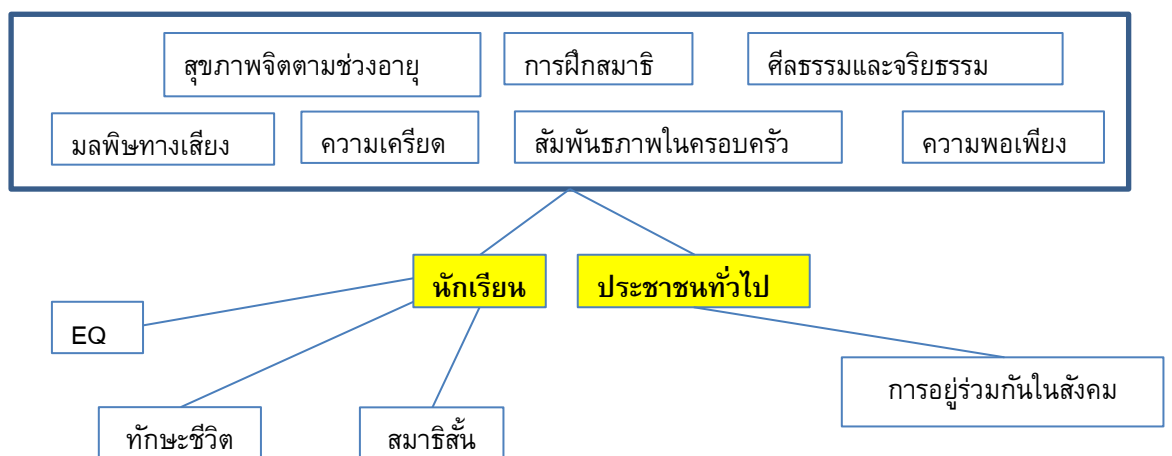 สุขภาพจิตตามช่วงอายุ
การฝึกสมาธิ
ศีลธรรมและจริยธรรม
มลพิษทางเสียง
ความเครียด
สัมพันธภาพในครอบครัว
ความพอเพียง
นักเรียน
ประชาชนทั่วไป
EQ
การอยู่ร่วมกันในสังคม
ทักษะชีวิต
สมาธิสั้น